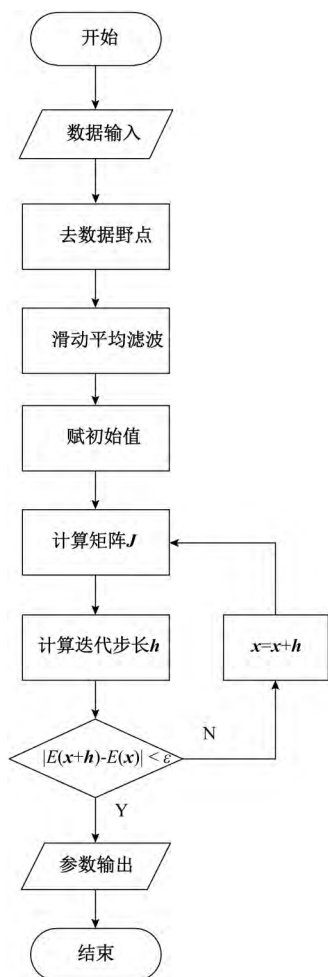 开始
数据输入
去数据野点
滑动平均滤波
赋初始值
计算矩阵J
计算迭代步长h
x=x+h
|E(x+h)-E(x)| < ε
N
Y
参数输出
结束